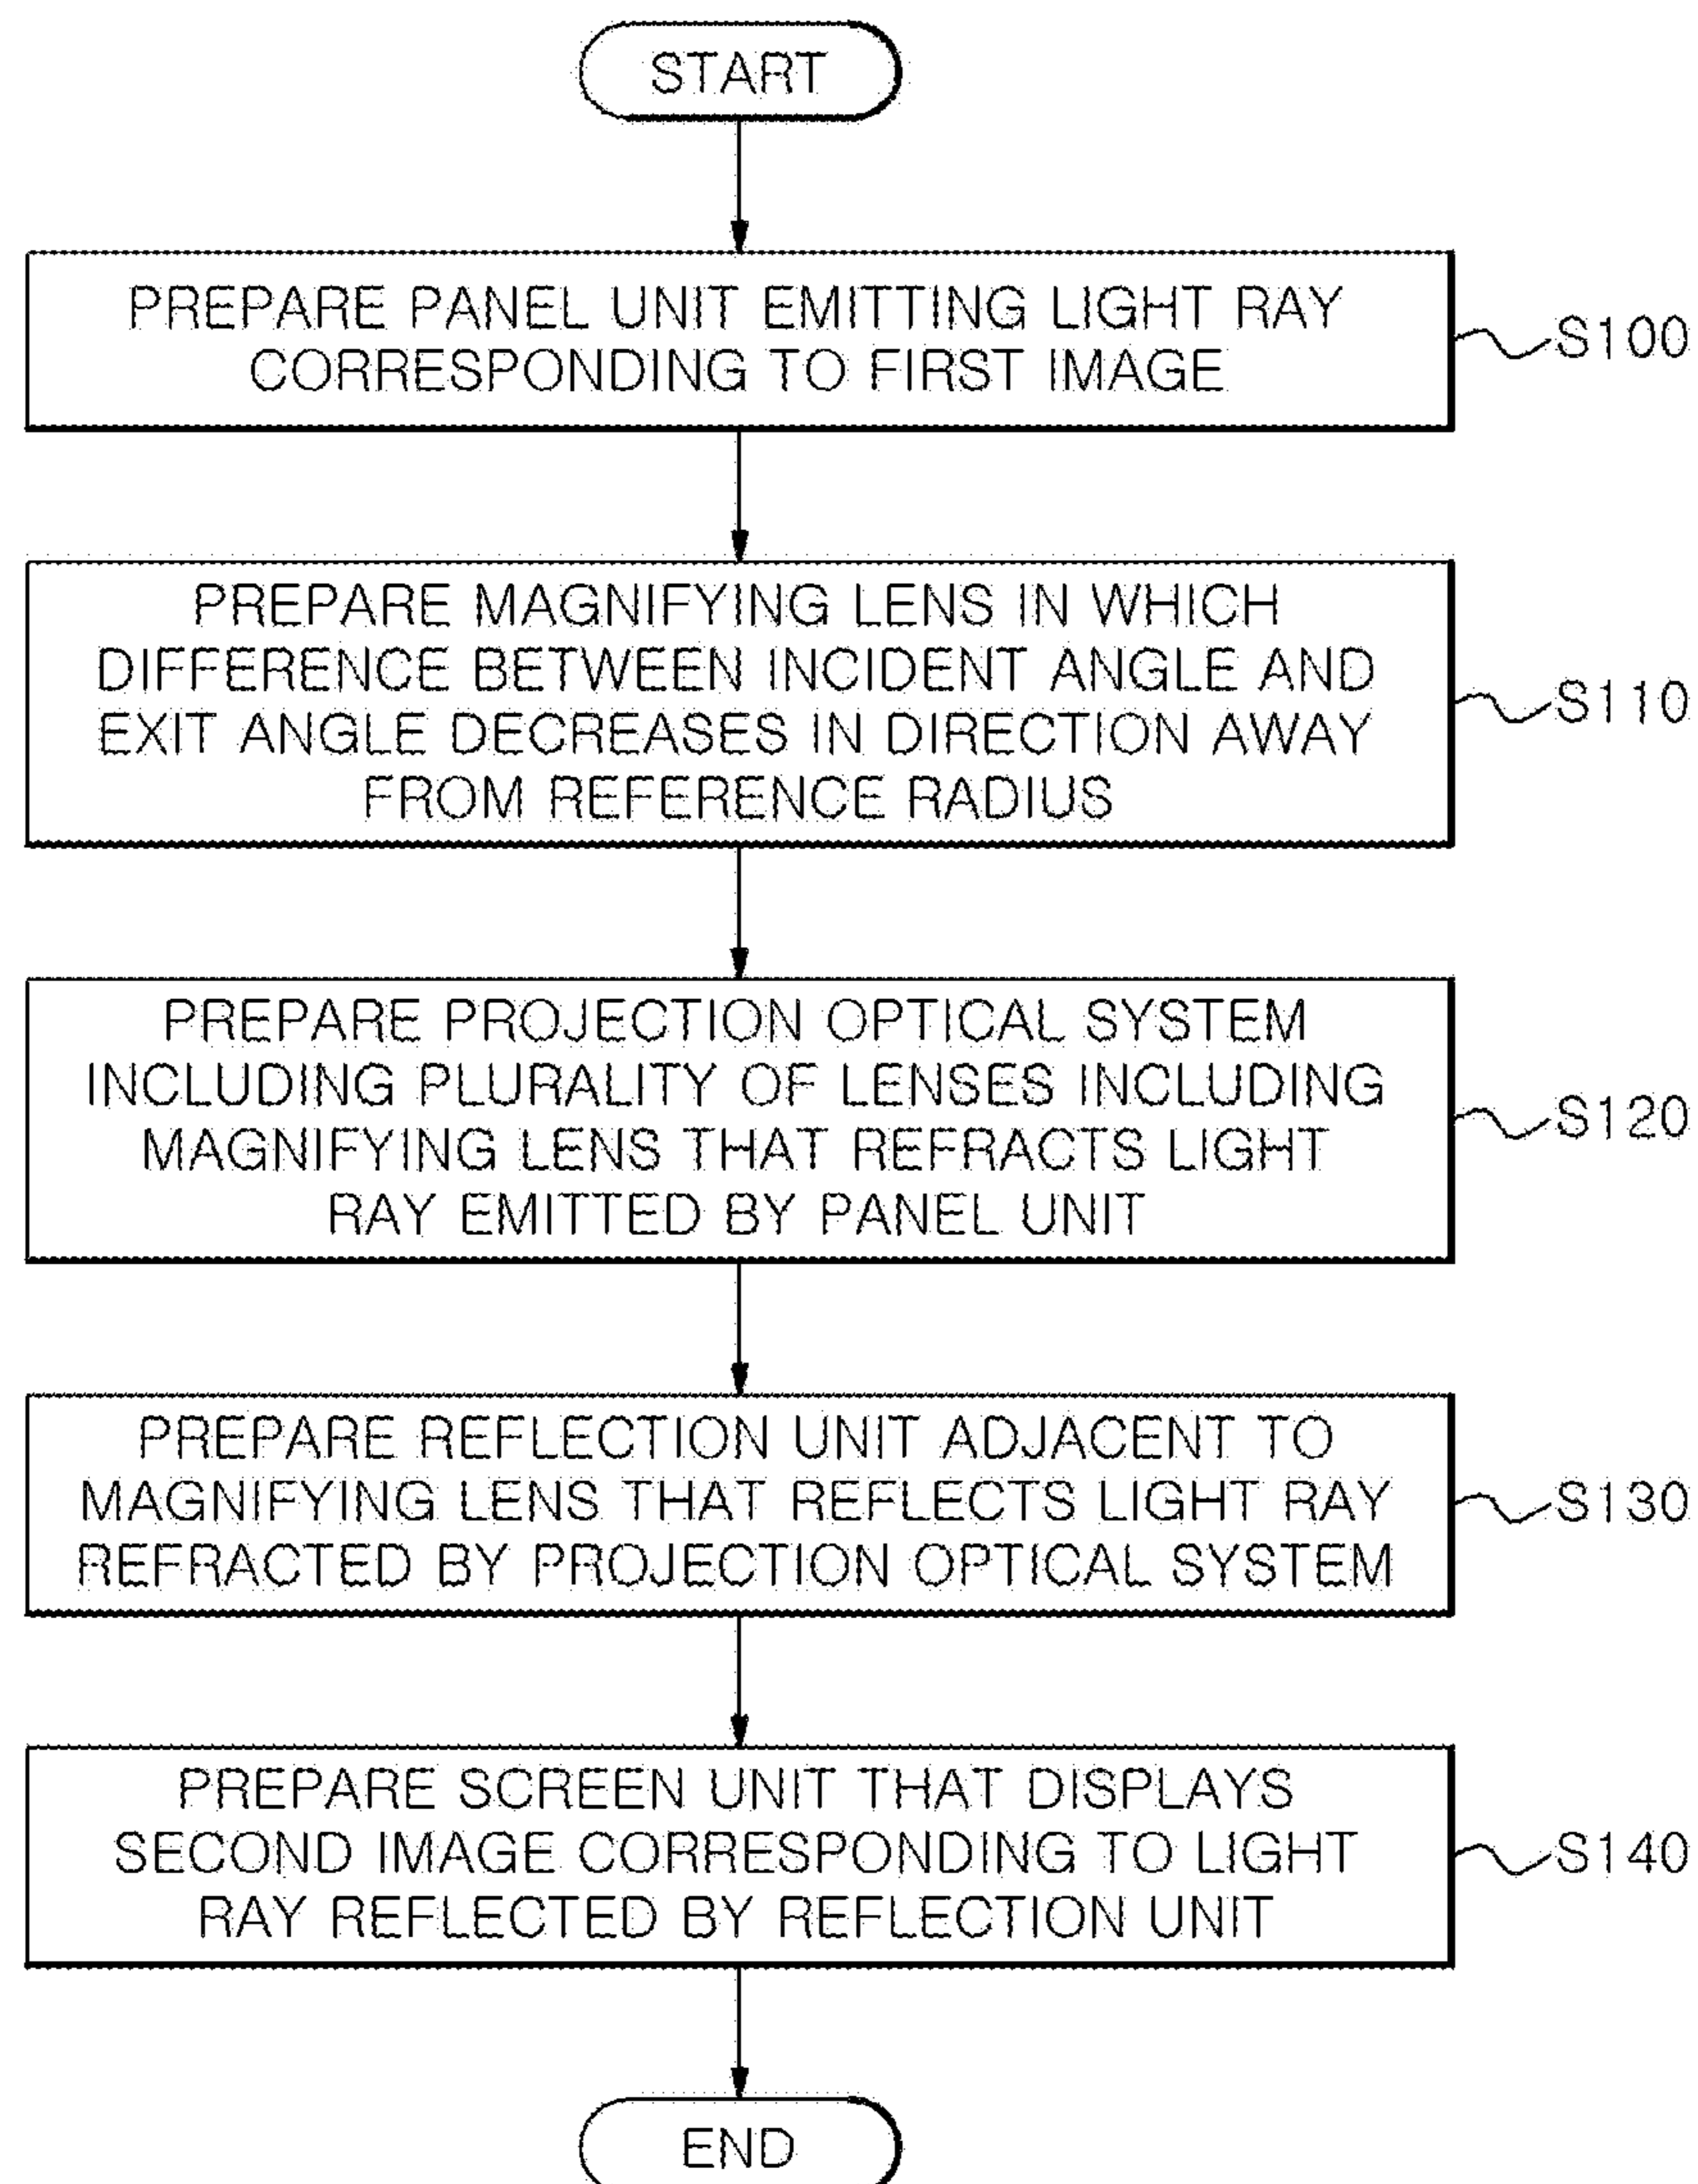 START
PREPARE PANEL UNIT EMITTING LIGHT RAY
CORRESPONDING TO FIRST IMAGE
S100
PREPARE MAGNIFYING LENS IN WHICH
DIFFERENCE BETWEEN INCIDENT ANGLE AND
EXIT ANGLE DECREASES IN DIRECTION AWAY
FROM REFERENCE RADIUS
S110
PREPARE PROJECTION OPTICAL SYSTEM
INCLUDING PLURALITY OF LENSES INCLUDING
MAGNIFYING LENS THAT REFRACTS LIGHT
RAY EMITTED BY PANEL UNIT
S120
PREPARE REFLECTION UNIT ADJACENT TO
MAGNIFYING LENS THAT REFLECTS LIGHT RAY
REFRACTED BY PROJECTION OPTICAL SYSTEM
S130
PREPARE SCREEN UNIT THAT DISPLAYS
SECOND IMAGE CORRESPONDING TO LIGHT
RAY REFLECTED BY REFLECTION UNIT
S140
END